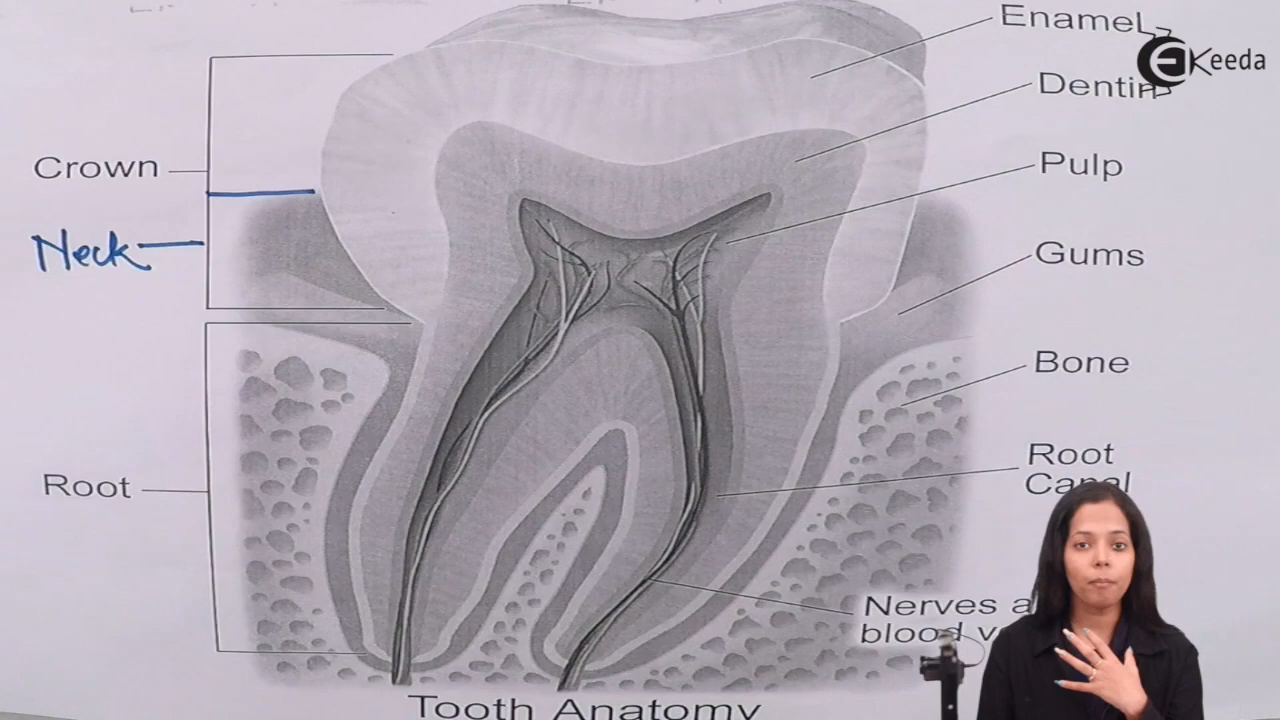 Enamel
Keeda
Dentin
Crown
Pulp
Neck
Gums
Bone
Root
Root
Canal
Nerves
blood
Tooth Anatomy